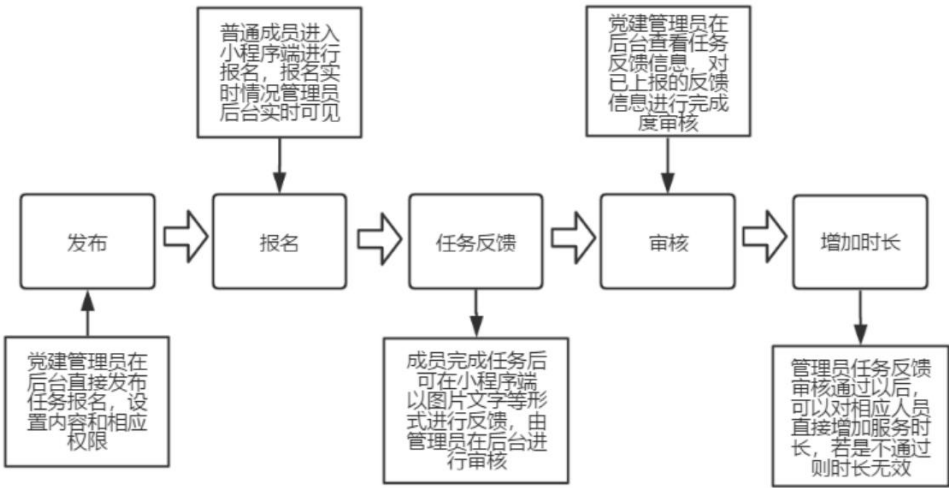 普通成员进入
小程序端进行
报名，报名实
时情况管理员
后台实时可见
党建管理员在
后台查看任务
反馈信息，对
已上报的反馈
信息进行完成
度审核
发布
报名
任务反馈
审核
增加时长
党建管理员在
后台直接发布
任务报名，设
置内容和相应
权限
成员完成任务后
可在小程序端
以图片文字等形
式进行反馈，由
管理员在后台进
行审核
管理员任务反馈
审核通过以后，
可以对相应人员
直接增加服务时
长，若是不通过
则时长无效